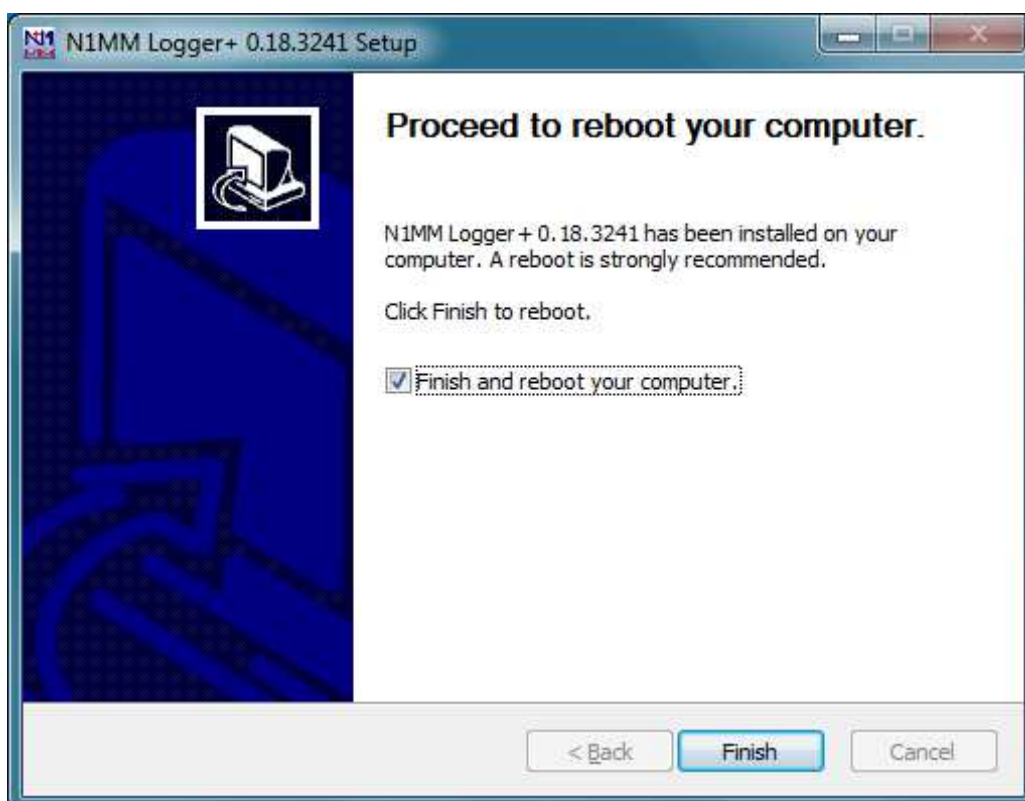 N1MM Logger+ 0.18.3241 Setup
Proceed to reboot your computer.
N1MM Logger+ 0.18.3241 has been installed on your
computer. A reboot is strongly recommended.
Click Finish to reboot.
Finish and reboot your computer.
< Back
Finish
Cancel